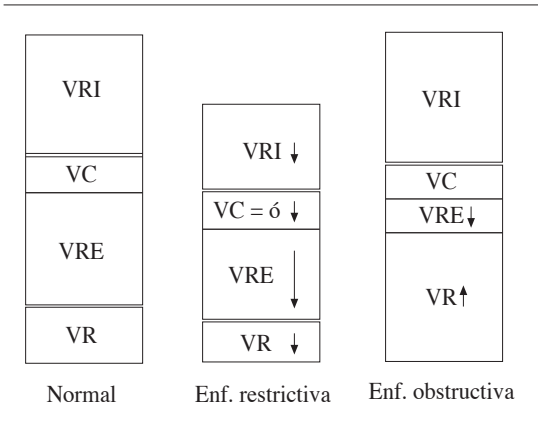 VRI
VC
VRE
VR
Normal
VRI ↓
VC = ó ↓
VRE ↓
VR ↓
Enf. restrictiva
VRI
VC
VRE ↓
VR ↑
Enf. obstructiva